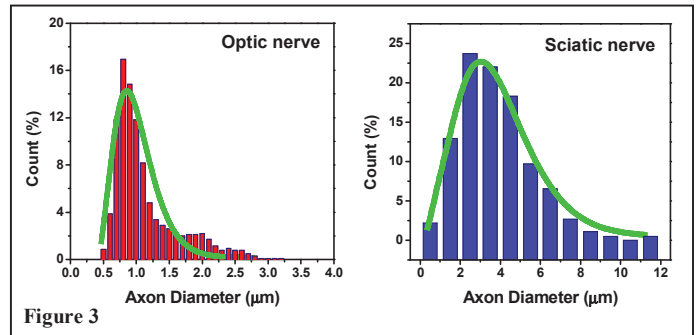 Optic nerve
Count (%)
20
16
12
8
4
0
0.0 0.5 1.0 1.5 2.0 2.5 3.0 3.5 4.0
Axon Diameter (μm)
Sciatic nerve
Count (%)
25
20
15
10
5
0
0 2 4 6 8 10 12
Axon Diameter (μm)
Figure 3